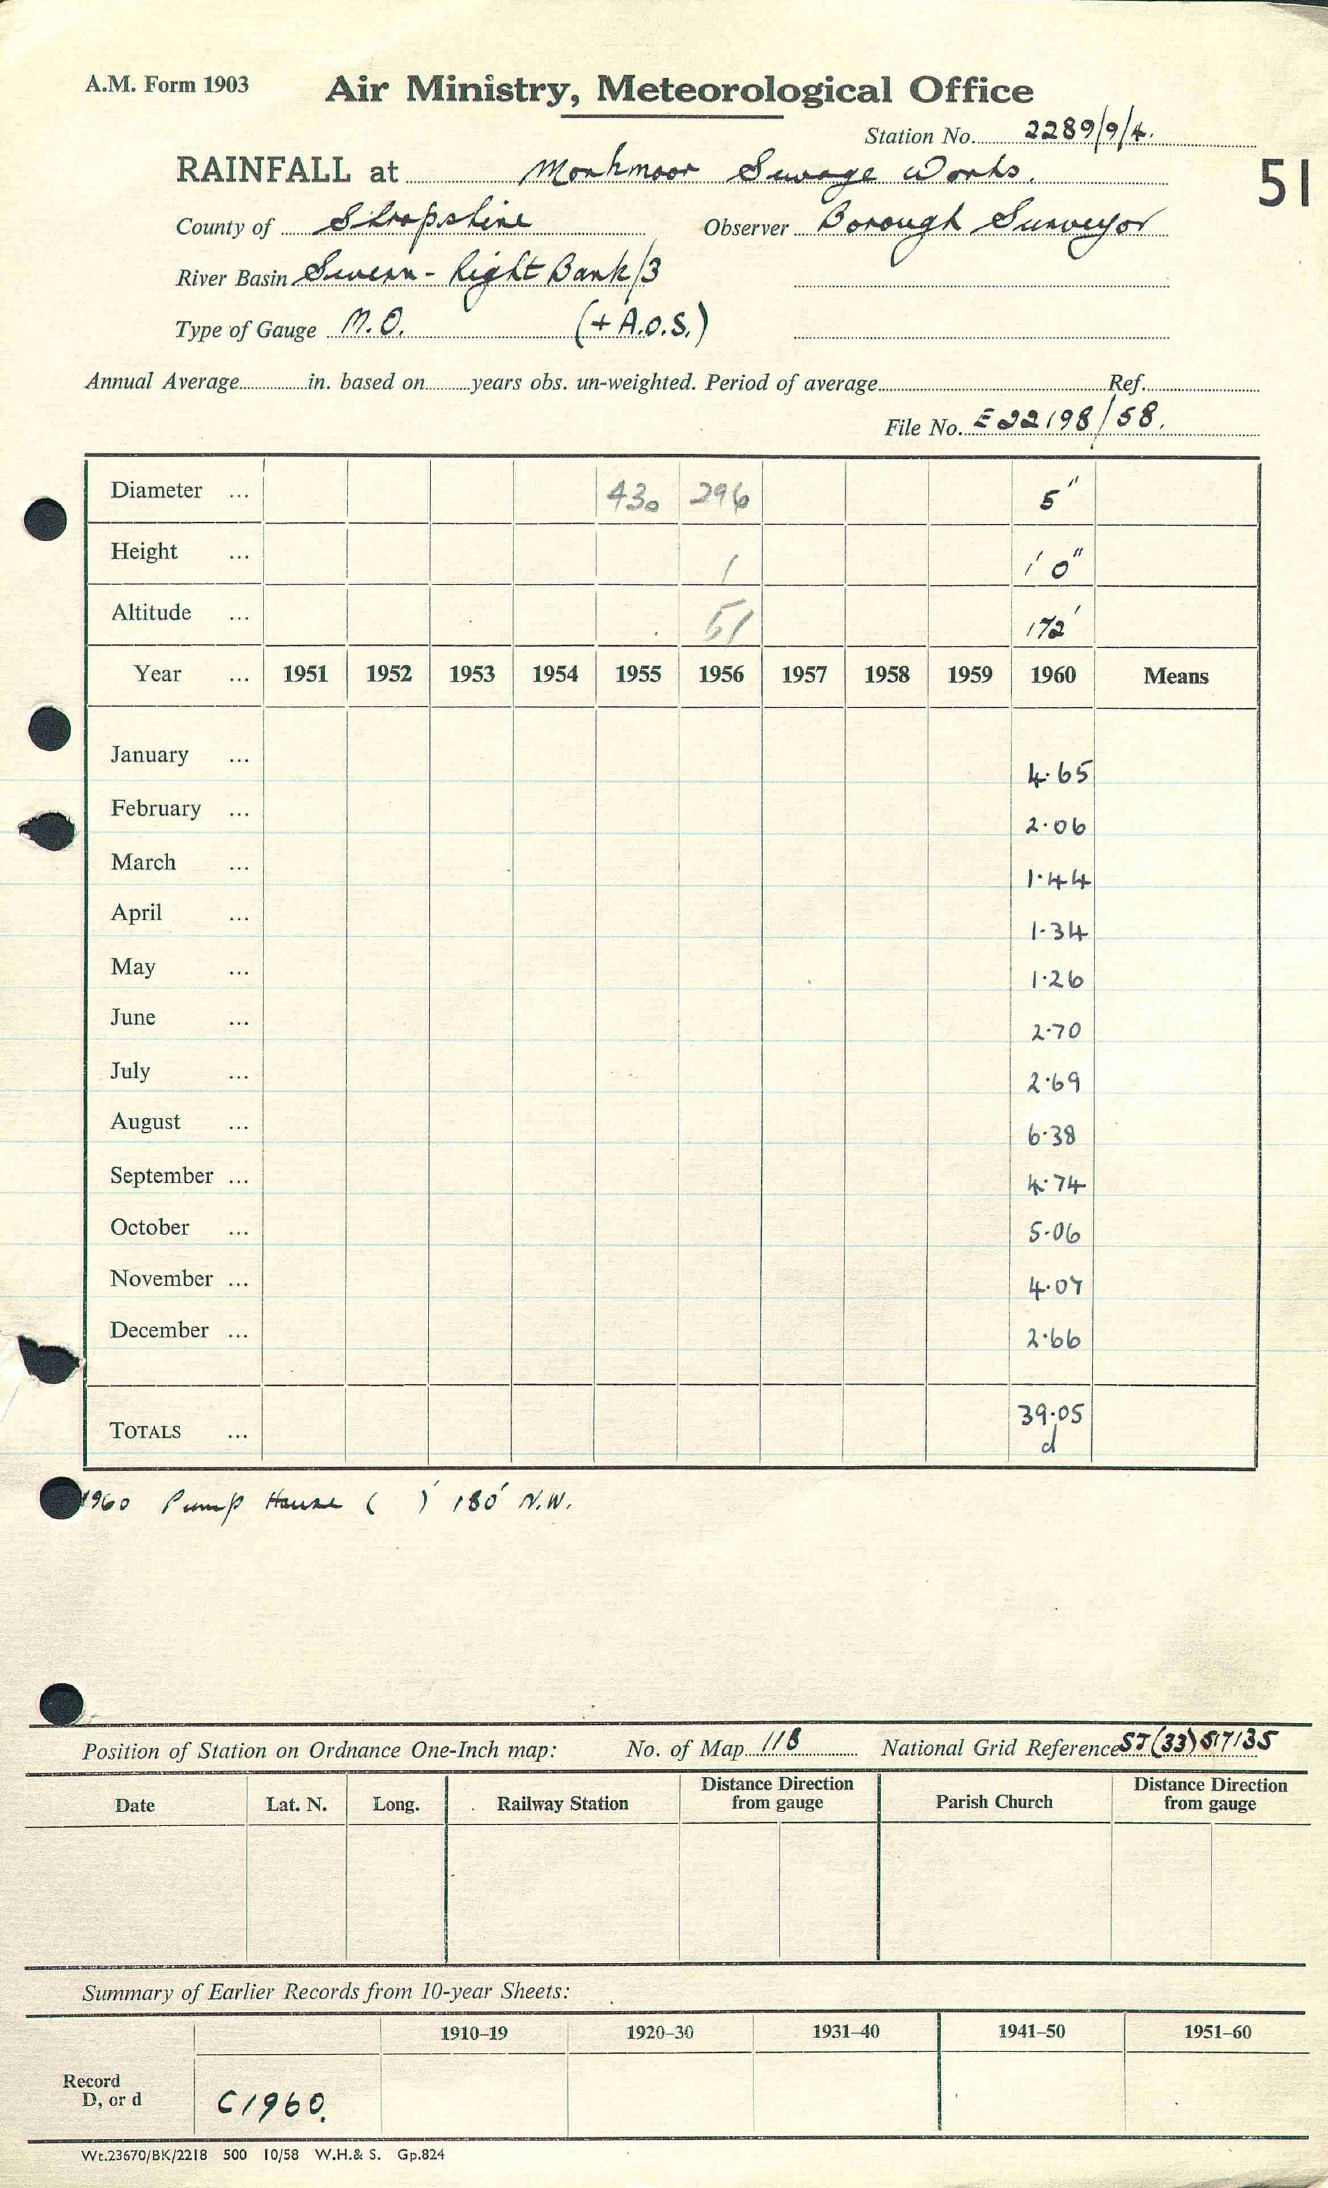 A.M. Form 1903 Air Ministry, Meteorological Office
Station No. 2289/9/4.
RAINFALL at Monkmoor Sewage Works. 51
County of Shropshire Observer Borough Surveyor
River Basin Severn - Right Bank/3
Type of Gauge M.O. (+ A.O.S.)
Annual Average in. based on years obs. un-weighted. Period of average Ref.
File No. E22198/58.
Diameter ... 430 296 5"
Height ... 1 1' 0"
Altitude ... 51 172'
Year ... 1951 1952 1953 1954 1955 1956 1957 1958 1959 1960 Means
January ... 4.65
February ... 2.06
March ... 1.44
April ... 1.34
May ... 1.26
June ... 2.70
July ... 2.69
August ... 6.38
September ... 4.74
October ... 5.06
November ... 4.07
December ... 2.66
TOTALS ... 39.05
d
1960 Pump House ( )' 180' N.W.
Position of Station on Ordnance One-Inch map: No. of Map 118 National Grid Reference SJ(33)517135
Date Lat. N. Long. Railway Station Distance Direction from gauge Parish Church Distance Direction from gauge
Summary of Earlier Records from 10-year Sheets:
1910–19 1920–30 1931–40 1941–50 1951–60
Record
D, or d C1960.
Wt.23670/BK/2218 500 10/58 W.H.& S. Gp.824